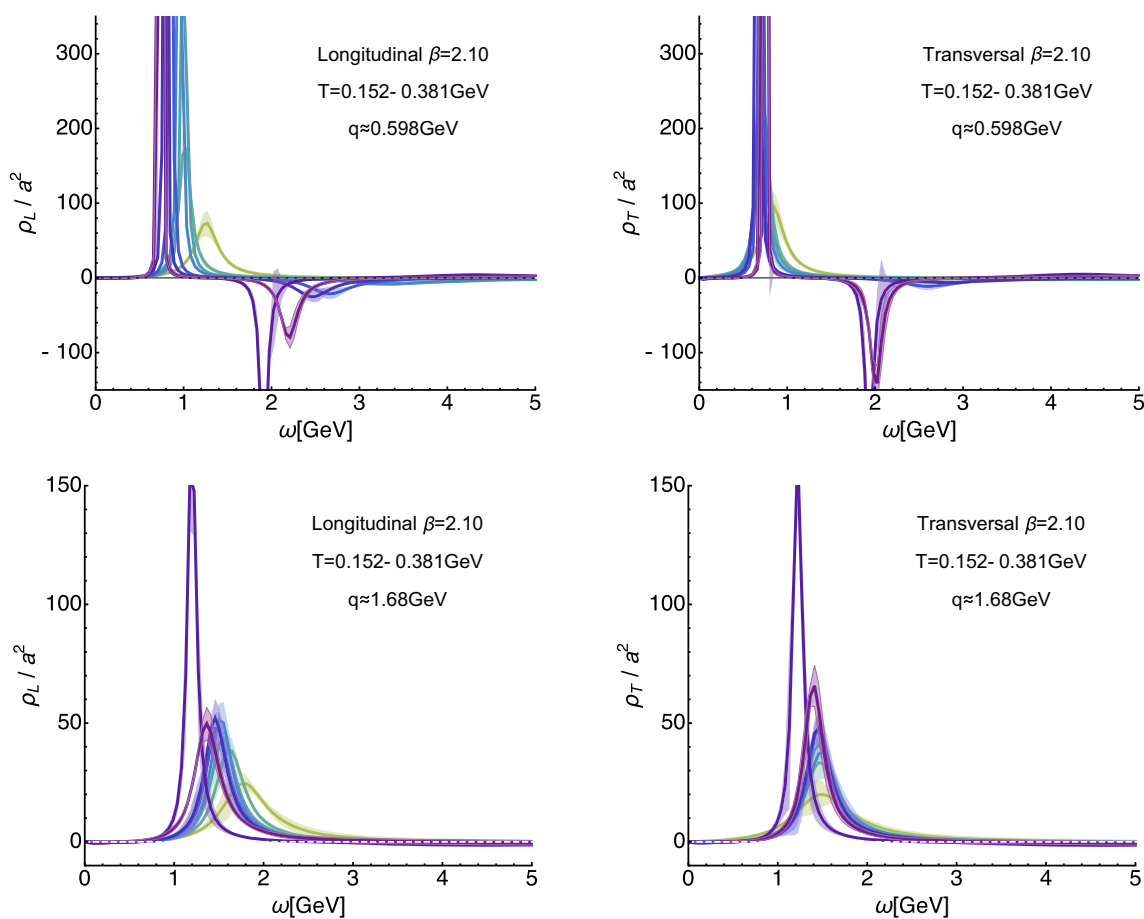 300
200
100
0
- 100
ρL / a²
Longitudinal β=2.10
T=0.152- 0.381GeV
q≈0.598GeV
0 1 2 3 4 5
ω[GeV]
300
200
100
0
- 100
ρT / a²
Transversal β=2.10
T=0.152- 0.381GeV
q≈0.598GeV
0 1 2 3 4 5
ω[GeV]
150
100
50
0
ρL / a²
Longitudinal β=2.10
T=0.152- 0.381GeV
q≈1.68GeV
0 1 2 3 4 5
ω[GeV]
150
100
50
0
ρT / a²
Transversal β=2.10
T=0.152- 0.381GeV
q≈1.68GeV
0 1 2 3 4 5
ω[GeV]